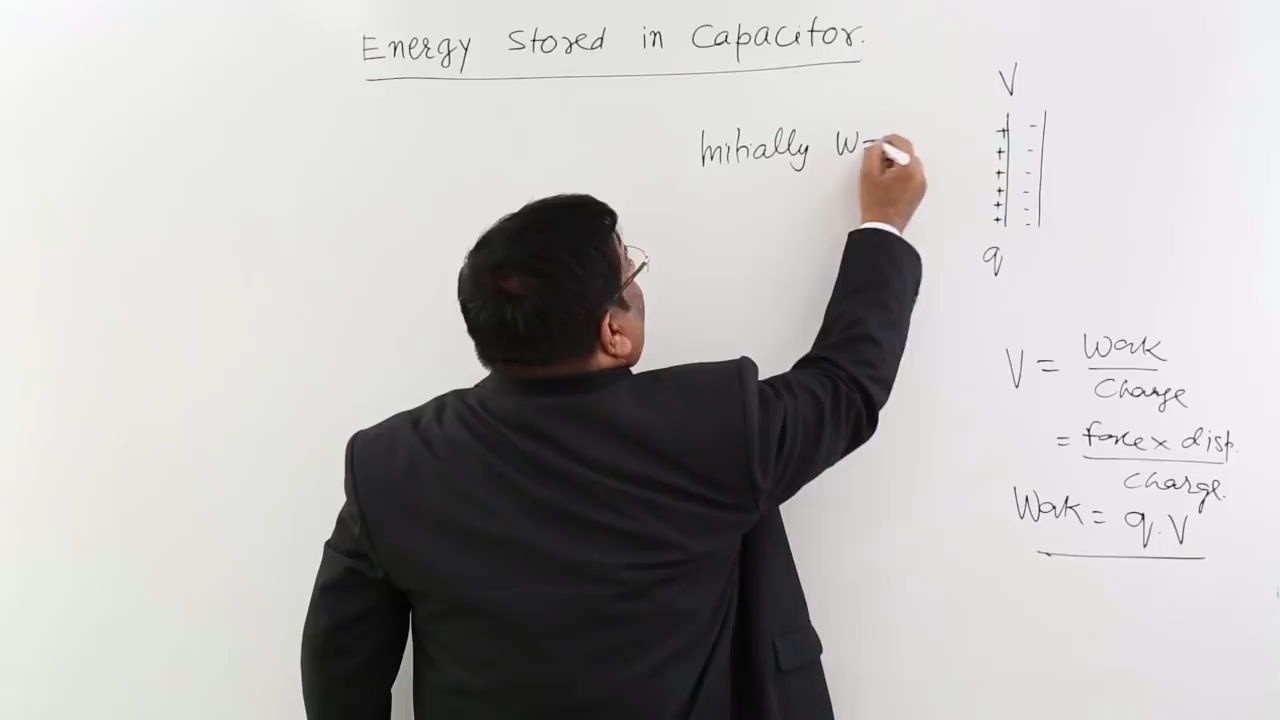 Energy Stored in Capacitor.
V
Initially W=
+ -
+ -
+ -
+ -
+ -
+ -
q
V = Work
Charge
= force x disp.
Charge.
Work = q.V